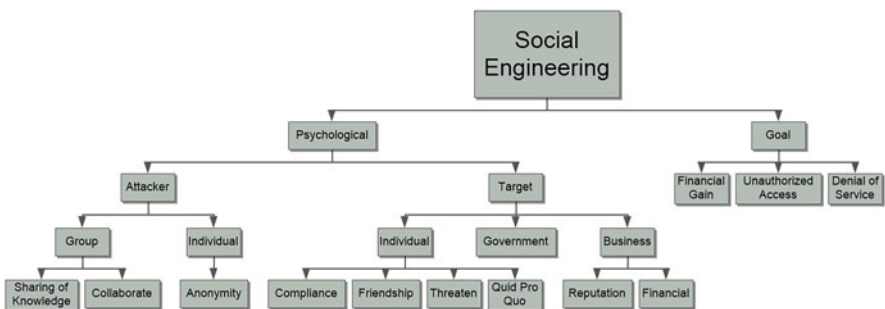 Social
Engineering
Psychological
Goal
Attacker
Target
Financial
Gain
Unauthorized
Access
Denial of
Service
Group
Individual
Individual
Government
Business
Sharing of
Knowledge
Collaborate
Anonymity
Compliance
Friendship
Threaten
Quid Pro
Quo
Reputation
Financial